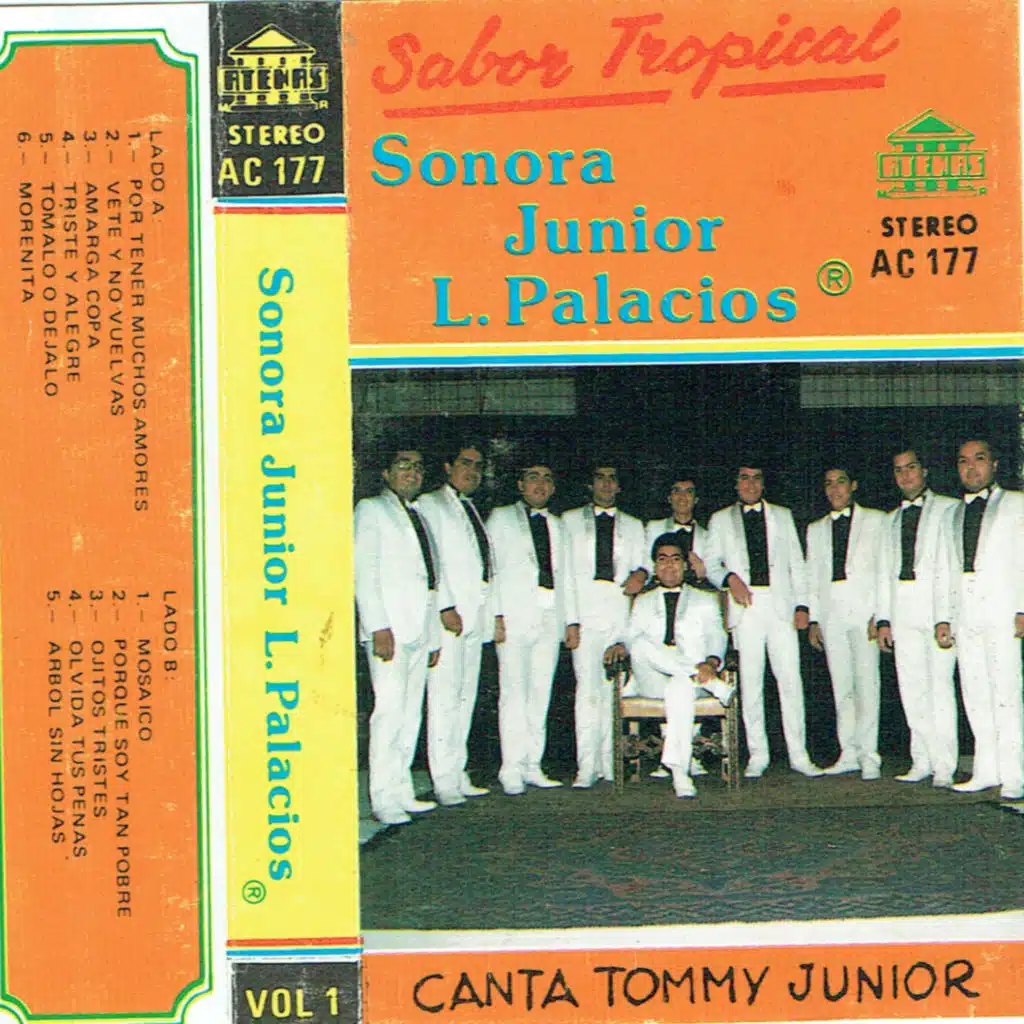 LADO A:
1.- POR TENER MUCHOS AMORES
2.- VETE Y NO VUELVAS
3.- AMARGA COPA
4.- TRISTE Y ALEGRE
5.- TOMALO O DEJALO
6.- MORENITA
LADO B:
1.- MOSAICO
2.- PORQUE SOY TAN POBRE
3.- OJITOS TRISTES
4.- OLVIDA TUS PENAS
5.- ARBOL SIN HOJAS
ATENAS
M R
STEREO
AC 177
Sonora Junior L. Palacios ®
VOL 1
Sabor Tropical
Sonora
Junior
L. Palacios ®
ATENAS
M R
STEREO
AC 177
CANTA TOMMY JUNIOR